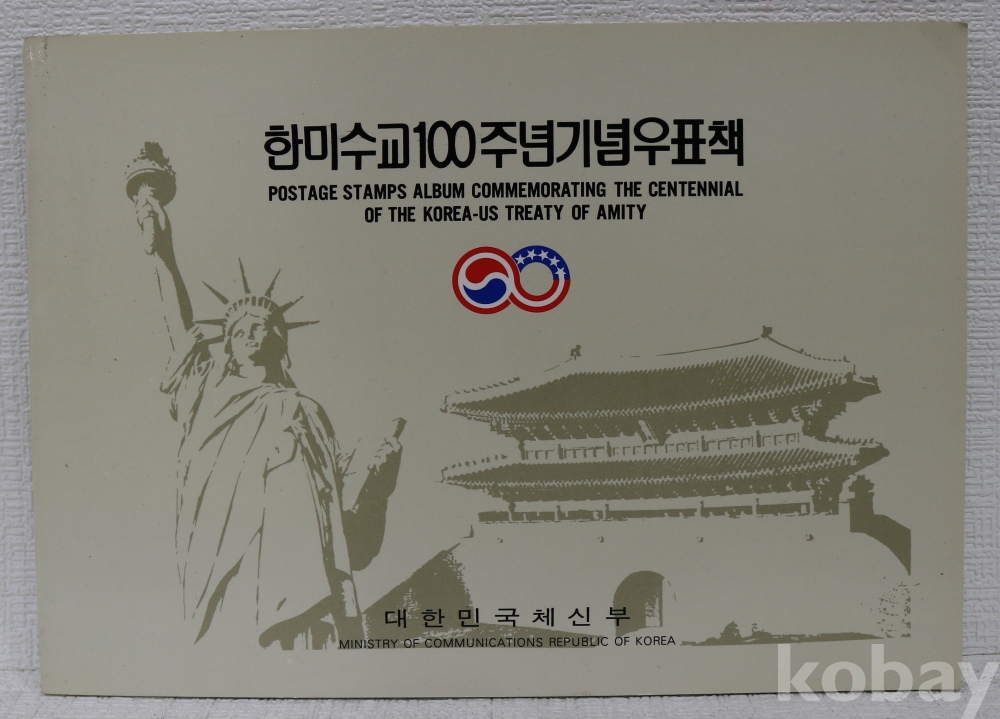 한미수교100주년기념우표책
POSTAGE STAMPS ALBUM COMMEMORATING THE CENTENNIAL
OF THE KOREA-US TREATY OF AMITY
대한민국체신부
MINISTRY OF COMMUNICATIONS REPUBLIC OF KOREA
kobay